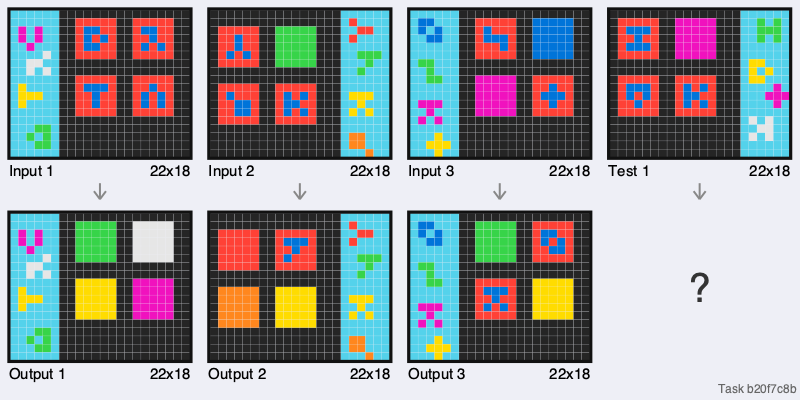 Input 1 22x18
Input 2 22x18
Input 3 22x18
Test 1 22x18
Output 1 22x18
Output 2 22x18
Output 3 22x18
?
Task b20f7c8b